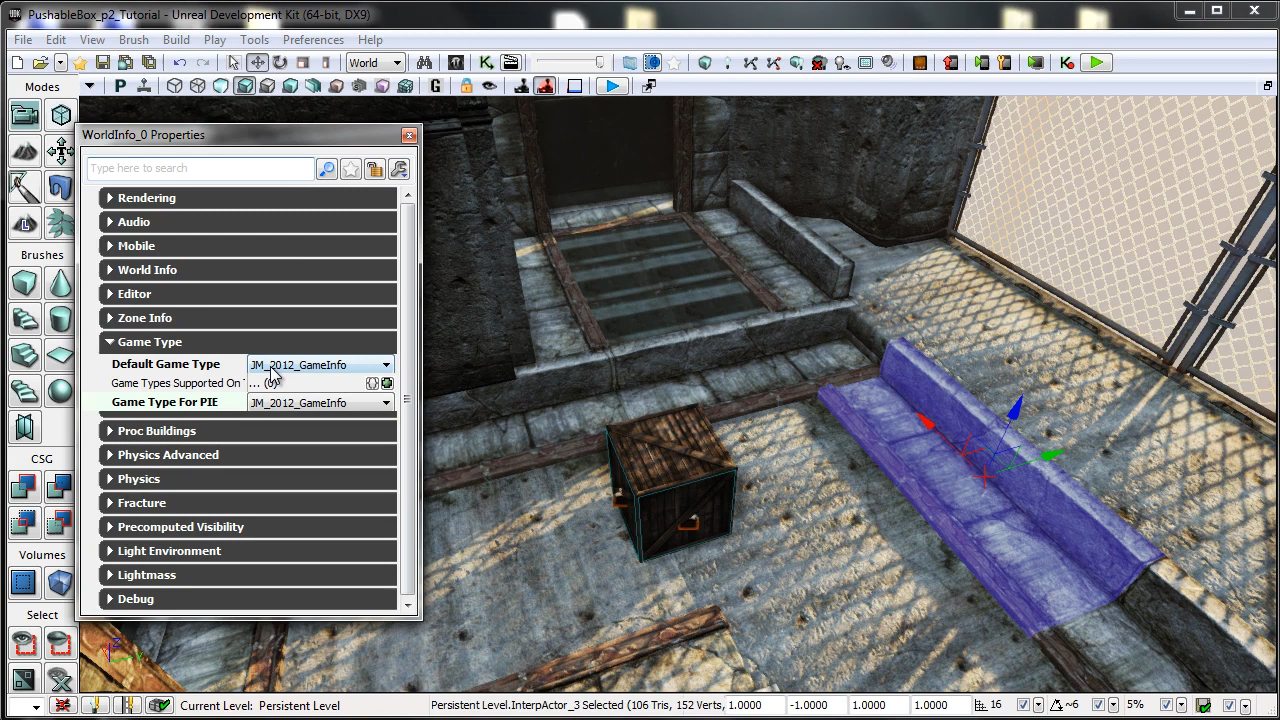 PushableBox_p2_Tutorial - Unreal Development Kit (64-bit, DX9)
File Edit View Brush Build Play Tools Preferences Help
World
Modes
P
G
WorldInfo_0 Properties
Type here to search
Rendering
Audio
Mobile
World Info
Editor
Zone Info
Game Type
Default Game Type JM_2012_GameInfo
Game Types Supported On
Game Type For PIE JM_2012_GameInfo
Proc Buildings
Physics Advanced
Physics
Fracture
Precomputed Visibility
Light Environment
Lightmass
Debug
Brushes
CSG
Volumes
Select
Z
Y
Current Level: Persistent Level
Persistent Level.InterpActor_3 Selected (106 Tris, 152 Verts, 1.0000 -1.0000 1.0000 1.0000 16 ~6 5%